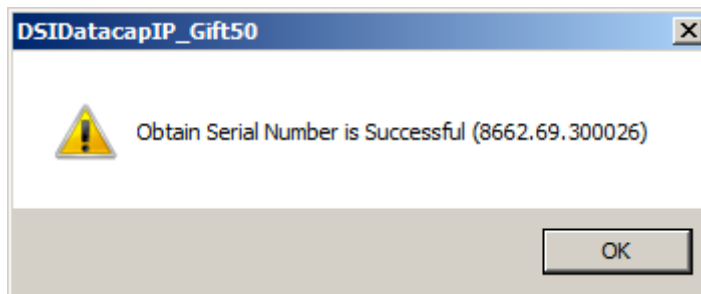 DSIDatacapIP_Gift50
Obtain Serial Number is Successful (8662.69.300026)
OK